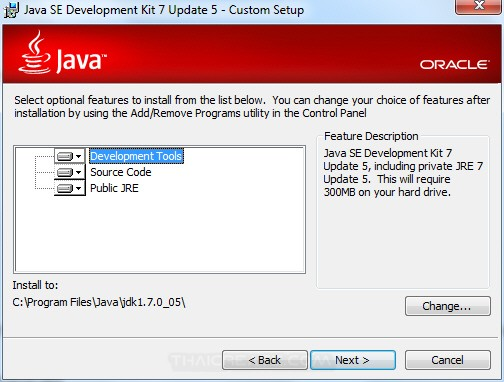 Java SE Development Kit 7 Update 5 - Custom Setup
Java™
ORACLE
Select optional features to install from the list below. You can change your choice of features after
installation by using the Add/Remove Programs utility in the Control Panel
Development Tools
Source Code
Public JRE
Feature Description
Java SE Development Kit 7
Update 5, including private JRE 7
Update 5. This will require
300MB on your hard drive.
Install to:
C:\Program Files\Java\jdk1.7.0_05\
Change...
< Back
Next >
Cancel